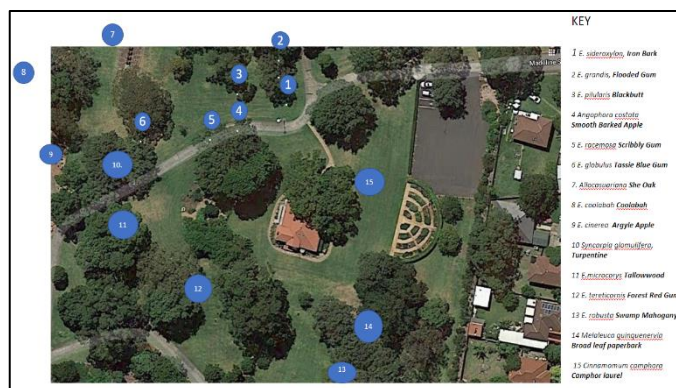 KEY
7
2
8
3
1
4
6
5
9
10.
15
11
12
14
13
1 E. sideroxylon, Iron Bark
2 E. grandis, Flooded Gum
3 E. pilularis Blackbutt
4 Angophora costata
Smooth Barked Apple
5 E. racemosa Scribbly Gum
6 E. globulus Tassie Blue Gum
7. Allocasuariana She Oak
8 E. coolabah Coolabah
9 E. cinerea Argyle Apple
10 Syncarpia glomulifera,
Turpentine
11 E.microcorys Tallowwood
12 E. tereticornis Forest Red Gum
13 E. robusta Swamp Mahogany
14 Melaleuca quinquenervia
Broad leaf paperbark
15 Cinnamomum camphora
Camphor laurel